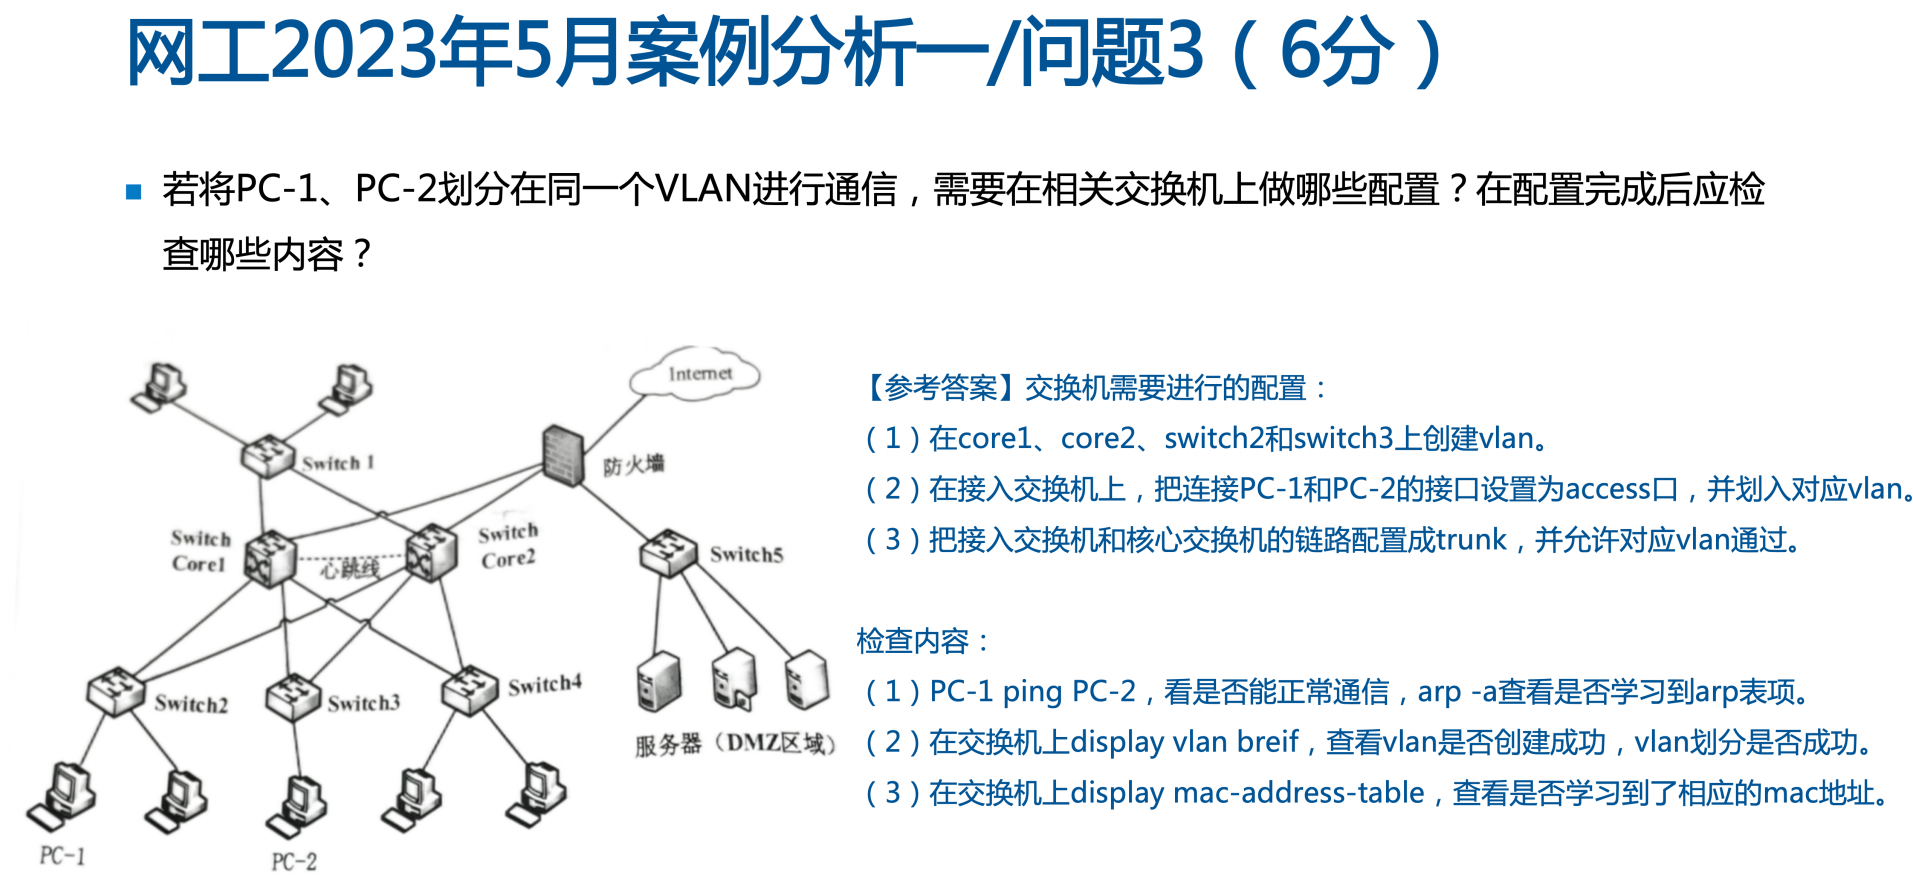 网工2023年5月案例分析一/问题3（6分）
若将PC-1、PC-2划分在同一个VLAN进行通信，需要在相关交换机上做哪些配置？在配置完成后应检
查哪些内容？
Internet
Switch 1
防火墙
Switch
Core1
心跳线
Switch
Core2
Switch5
Switch2
Switch3
Switch4
服务器（DMZ区域）
PC-1
PC-2
【参考答案】交换机需要进行的配置：
（1）在core1、core2、switch2和switch3上创建vlan。
（2）在接入交换机上，把连接PC-1和PC-2的接口设置为access口，并划入对应vlan。
（3）把接入交换机和核心交换机的链路配置成trunk，并允许对应vlan通过。
检查内容：
（1）PC-1 ping PC-2，看是否能正常通信，arp -a查看是否学习到arp表项。
（2）在交换机上display vlan breif，查看vlan是否创建成功，vlan划分是否成功。
（3）在交换机上display mac-address-table，查看是否学习到了相应的mac地址。